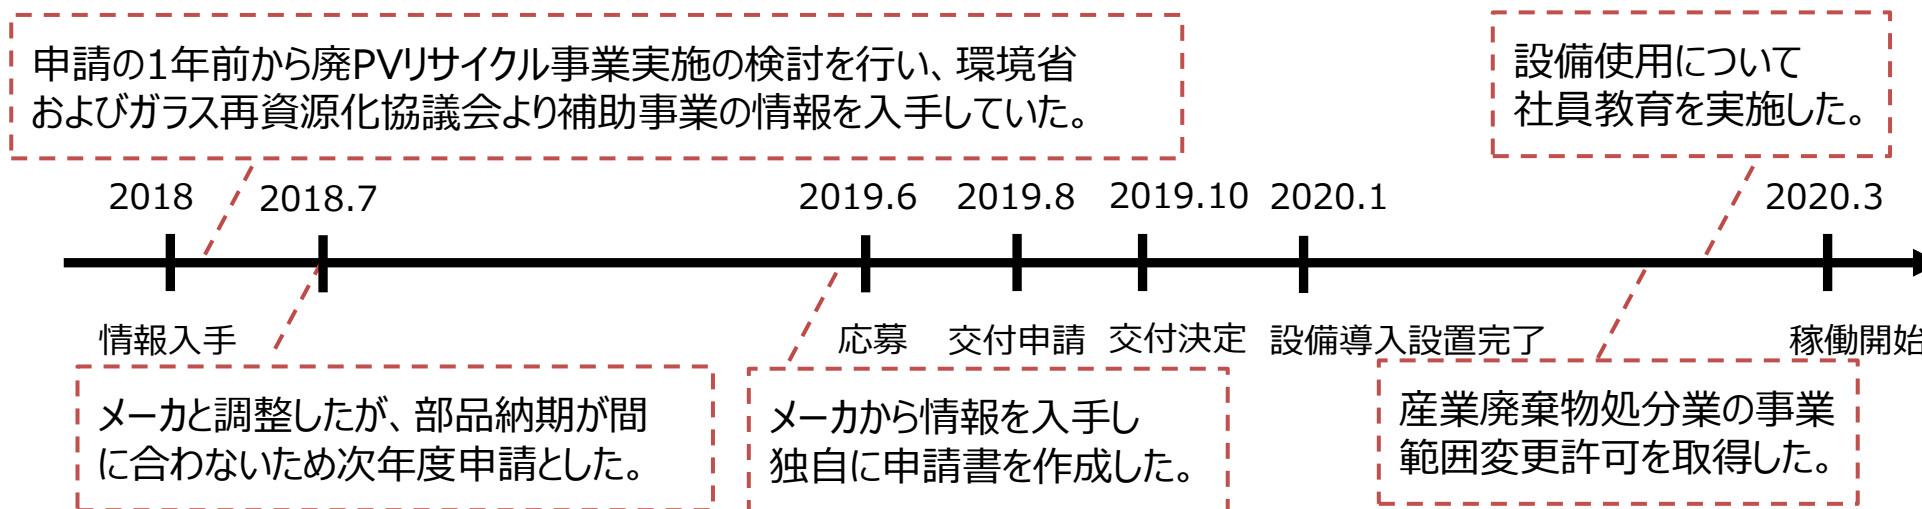 申請の1年前から廃PVリサイクル事業実施の検討を行い、環境省
およびガラス再資源化協議会より補助事業の情報を入手していた。
設備使用について
社員教育を実施した。
2018
2018.7
2019.6
2019.8
2019.10
2020.1
2020.3
情報入手
応募
交付申請
交付決定
設備導入設置完了
稼働開始
メーカと調整したが、部品納期が間
に合わないため次年度申請とした。
メーカから情報を入手し
独自に申請書を作成した。
産業廃棄物処分業の事業
範囲変更許可を取得した。